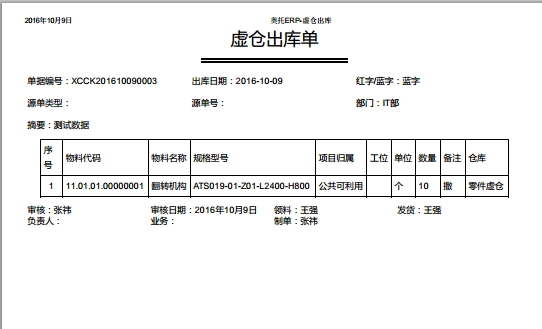 2016年10月9日 奥托ERP-虚仓出库
虚仓出库单
单据编号：XCCK201610090003 出库日期：2016-10-09 红字/蓝字：蓝字
源单类型： 源单号： 部门：IT部
摘要：测试数据
序号 物料代码 物料名称 规格型号 项目归属 工位 单位 数量 备注 仓库
1 11.01.01.00000001 翻转机构 ATS019-01-Z01-L2400-H800 公共可利用 个 10 撒 零件虚仓
审核：张祎 审核日期：2016年10月9日 领料：王强 发货：王强
负责人： 业务： 制单：张祎